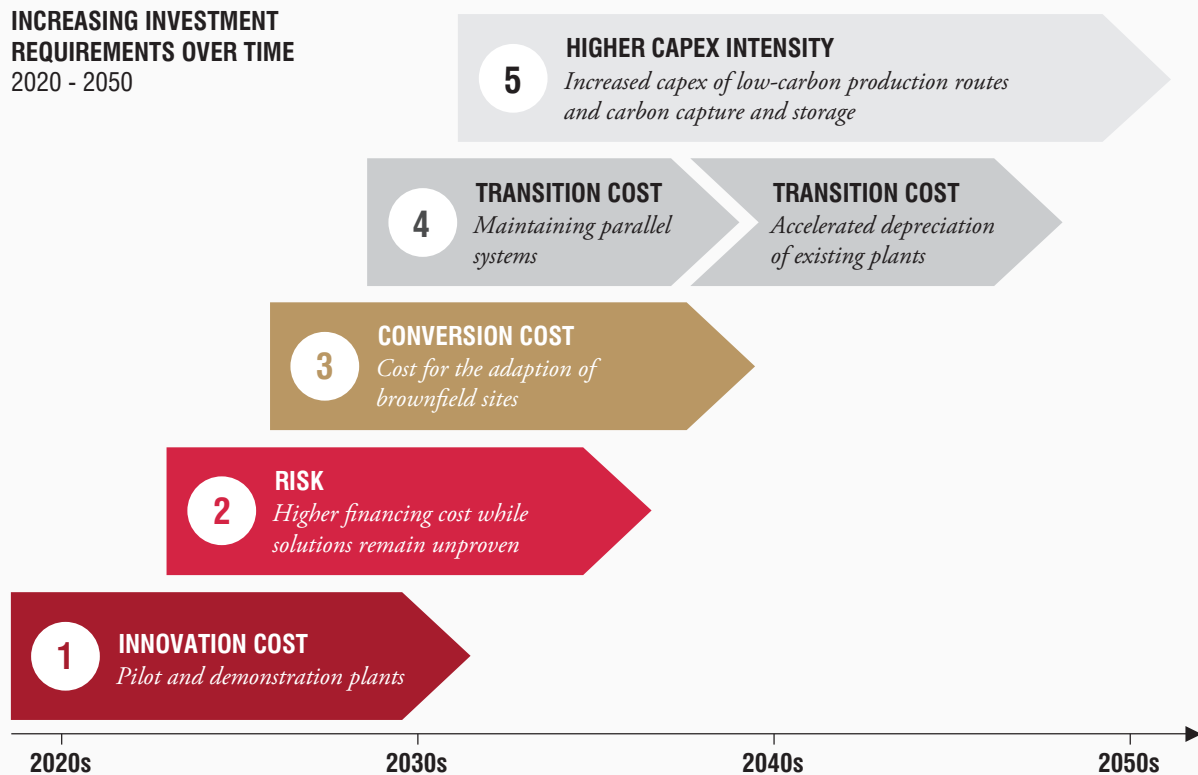 INCREASING INVESTMENT
REQUIREMENTS OVER TIME
2020 - 2050
5
HIGHER CAPEX INTENSITY
Increased capex of low-carbon production routes
and carbon capture and storage
4
TRANSITION COST
Maintaining parallel
systems
TRANSITION COST
Accelerated depreciation
of existing plants
3
CONVERSION COST
Cost for the adaption of
brownfield sites
2
RISK
Higher financing cost while
solutions remain unproven
1
INNOVATION COST
Pilot and demonstration plants
2020s
2030s
2040s
2050s